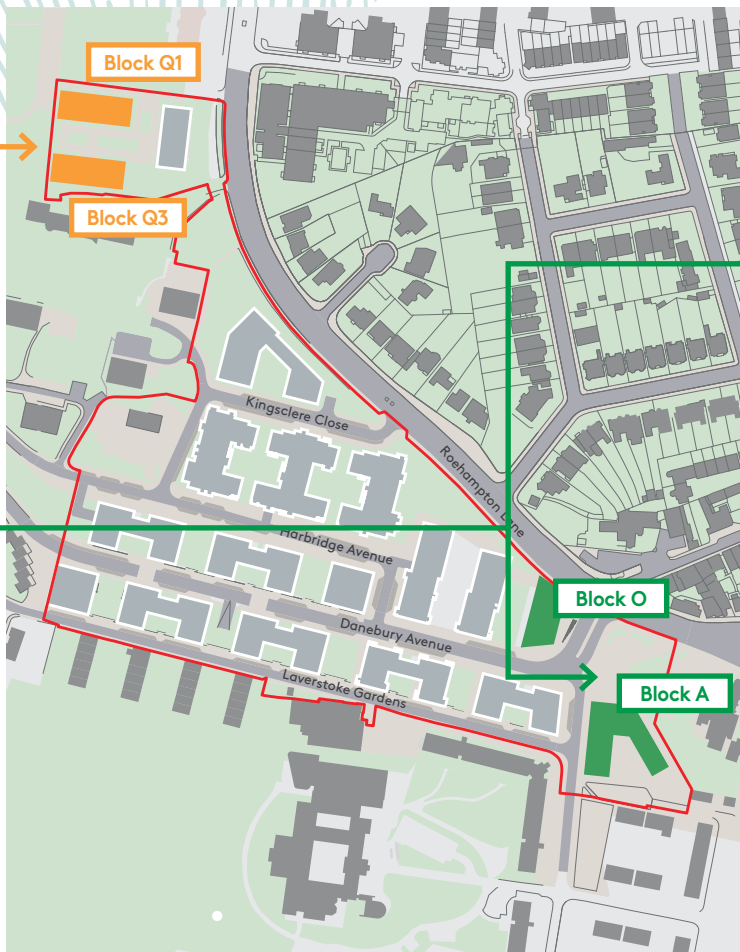 Block Q1
Block Q3
Kingsclere Close
Roehampton Lane
Harbridge Avenue
Block O
Danebury Avenue
Laverstoke Gardens
Block A